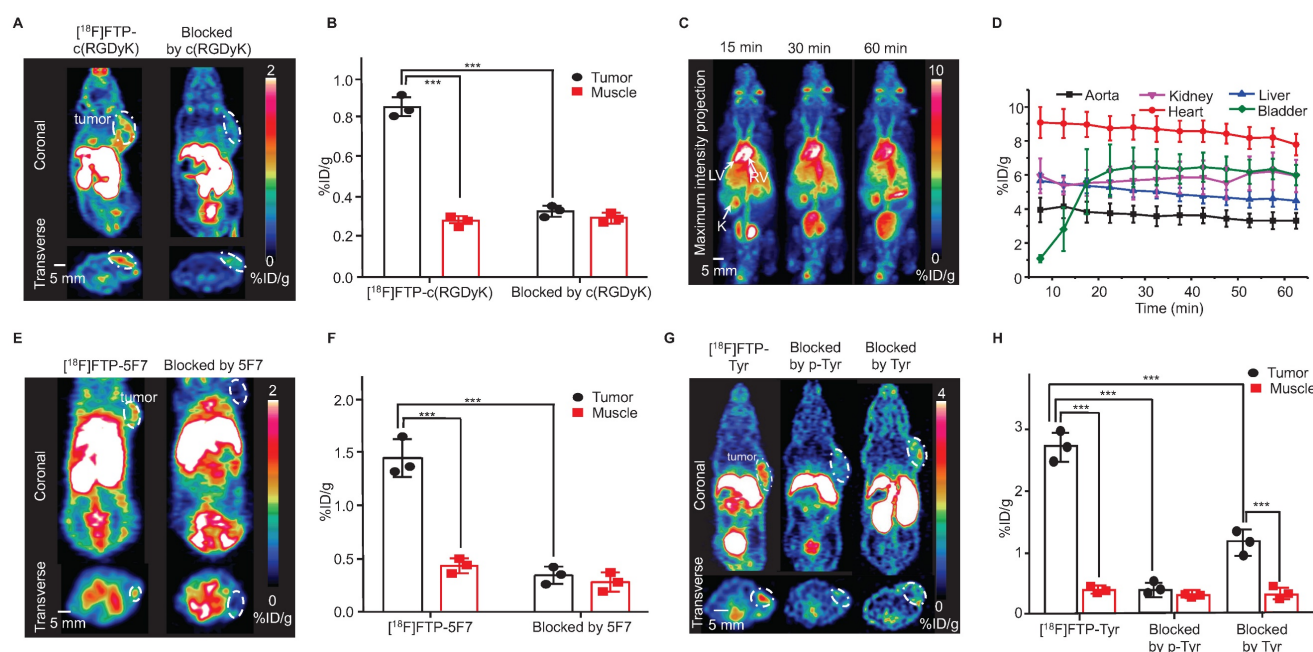 A
[¹⁸F]FTP-
c(RGDyK)
Blocked
by c(RGDyK)
2
tumor
Coronal
Transverse
5 mm
0
%ID/g
B
%ID/g
1.0
0.8
0.6
0.4
0.2
0.0
***
***
Tumor
Muscle
[¹⁸F]FTP-c(RGDyK)
Blocked by c(RGDyK)
C
15 min
30 min
60 min
10
Maximum intensity projection
LV
RV
K
5 mm
0
%ID/g
D
%ID/g
10
8
6
4
2
0
Aorta
Kidney
Liver
Heart
Bladder
10
20
30
40
50
60
Time (min)
E
[¹⁸F]FTP-5F7
Blocked by 5F7
2
tumor
Coronal
Transverse
5 mm
0
%ID/g
F
%ID/g
2.0
1.5
1.0
0.5
0.0
***
***
Tumor
Muscle
[¹⁸F]FTP-5F7
Blocked by 5F7
G
[¹⁸F]FTP-
Tyr
Blocked
by p-Tyr
Blocked
by Tyr
4
tumor
Coronal
Transverse
5 mm
0
%ID/g
H
%ID/g
3
2
1
0
***
***
***
***
Tumor
Muscle
[¹⁸F]FTP-Tyr
Blocked
by p-Tyr
Blocked
by Tyr